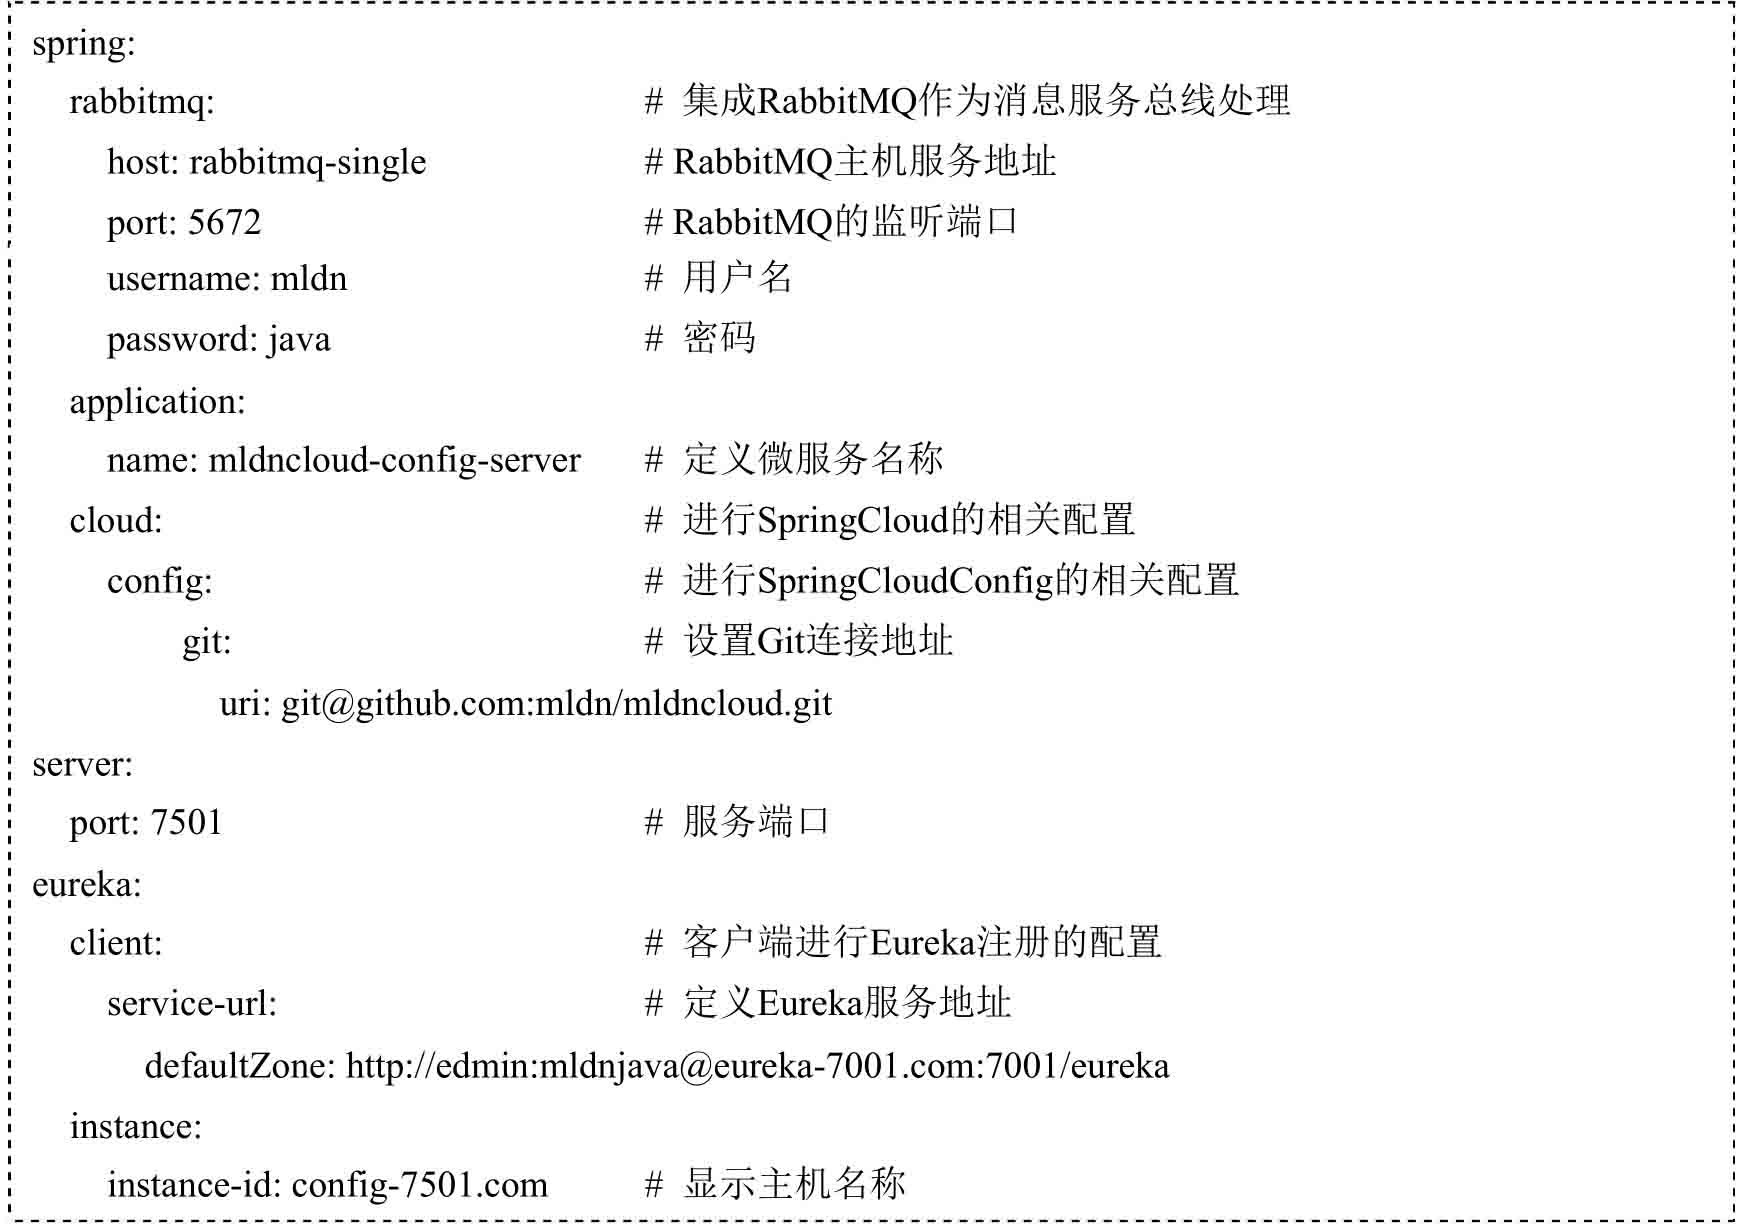 spring:
rabbitmq: # 集成RabbitMQ作为消息服务总线处理
host: rabbitmq-single # RabbitMQ主机服务地址
port: 5672 # RabbitMQ的监听端口
username: mldn # 用户名
password: java # 密码
application:
name: mldncloud-config-server # 定义微服务名称
cloud: # 进行SpringCloud的相关配置
config: # 进行SpringCloudConfig的相关配置
git: # 设置Git连接地址
uri: git@github.com:mldn/mldncloud.git
server:
port: 7501 # 服务端口
eureka:
client: # 客户端进行Eureka注册的配置
service-url: # 定义Eureka服务地址
defaultZone: http://edmin:mldnjava@eureka-7001.com:7001/eureka
instance:
instance-id: config-7501.com # 显示主机名称